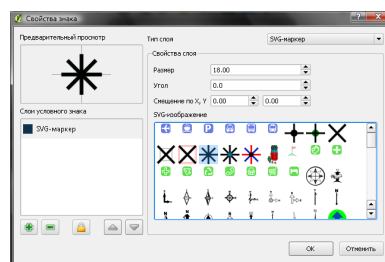 Свойства знака
Предварительный просмотр
Тип слоя
SVG-маркер
Свойства слоя
Размер
18.00
Угол
0.0
Смещение по X, Y
0.00
0.00
Слои условного знака
SVG-изображение
SVG-маркер
OK
Отменить